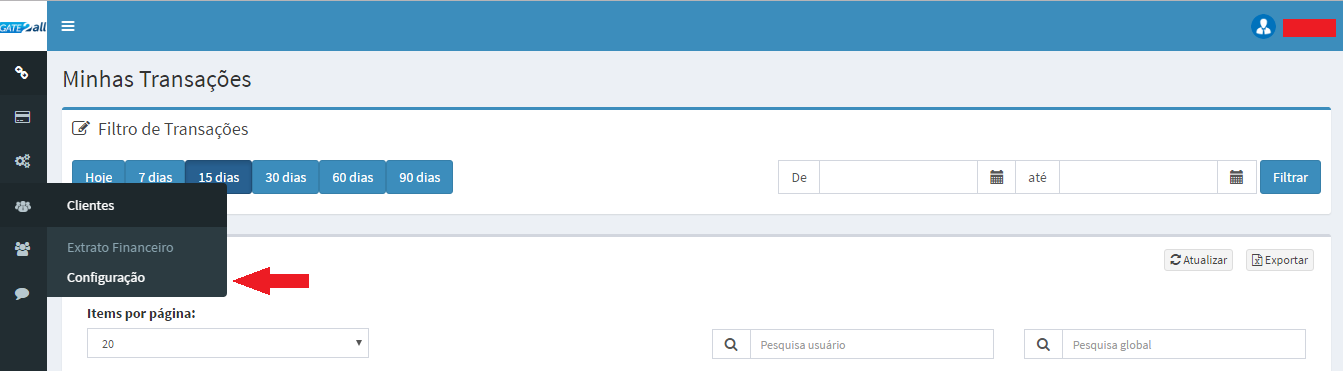 GATE2all
Minhas Transações
Filtro de Transações
Hoje 7 dias 15 dias 30 dias 60 dias 90 dias De até Filtrar
Clientes
Extrato Financeiro
Configuração
Atualizar Exportar
Items por página:
20 Pesquisa usuário Pesquisa global